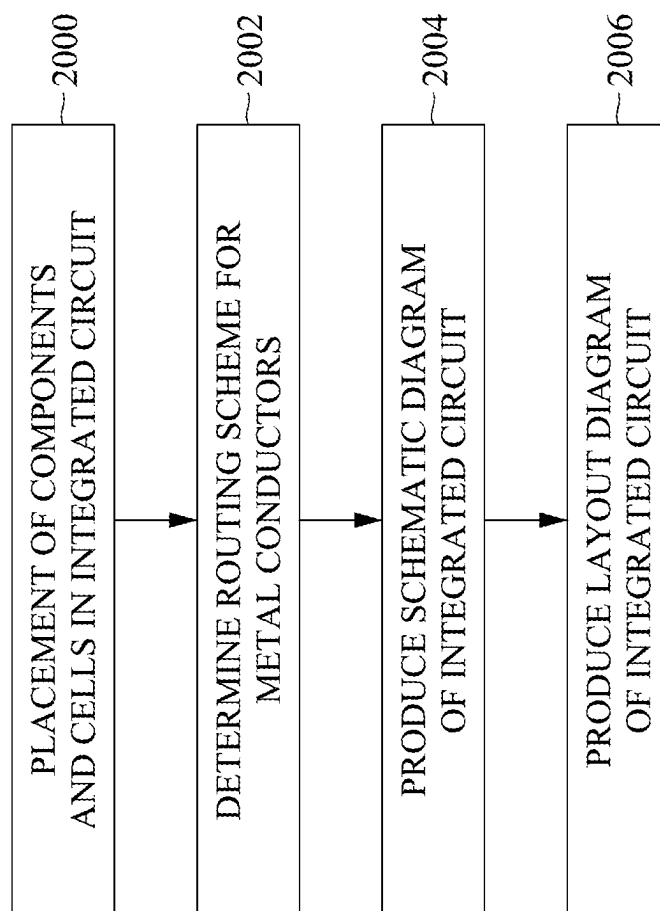 PLACEMENT OF COMPONENTS
AND CELLS IN INTEGRATED CIRCUIT
2000
DETERMINE ROUTING SCHEME FOR
METAL CONDUCTORS
2002
PRODUCE SCHEMATIC DIAGRAM
OF INTEGRATED CIRCUIT
2004
PRODUCE LAYOUT DIAGRAM
OF INTEGRATED CIRCUIT
2006